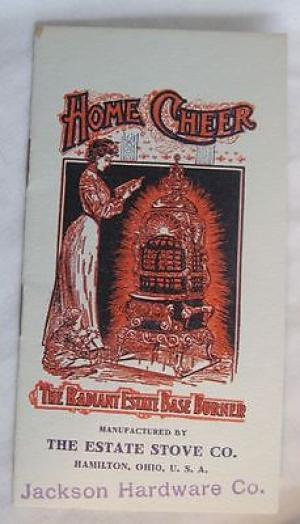 HOME CHEER
THE RADIANT ESTATE BASE BURNER
MANUFACTURED BY
THE ESTATE STOVE CO.
HAMILTON, OHIO, U. S. A.
Jackson Hardware Co.